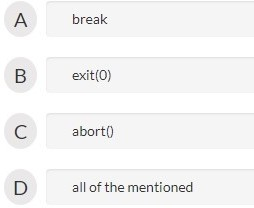 A break
B exit(0)
C abort()
D all of the mentioned